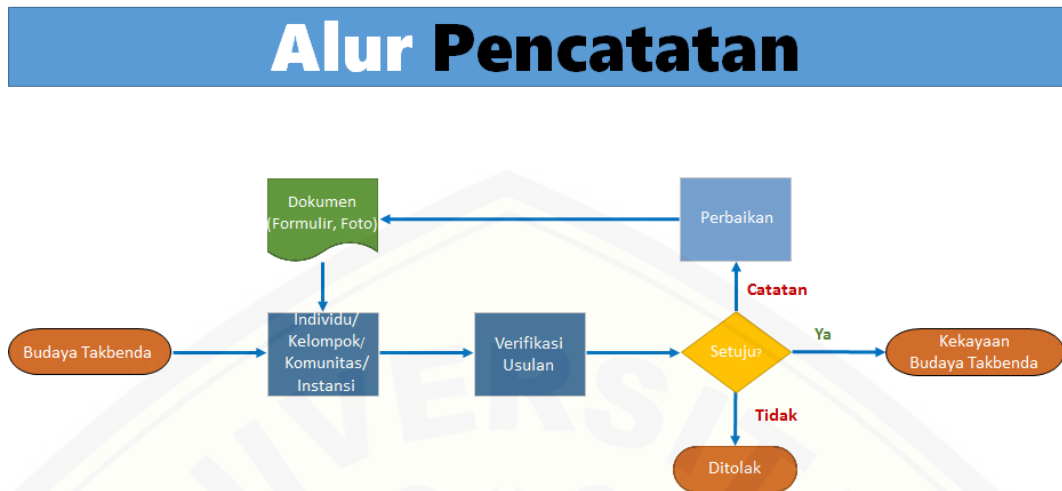 Alur Pencatatan
Dokumen
(Formulir, Foto)
Perbaikan
Catatan
Budaya Takbenda
Individu/
Kelompok/
Komunitas/
Instansi
Verifikasi
Usulan
Setuju?
Ya
Kekayaan
Budaya Takbenda
Tidak
Ditolak